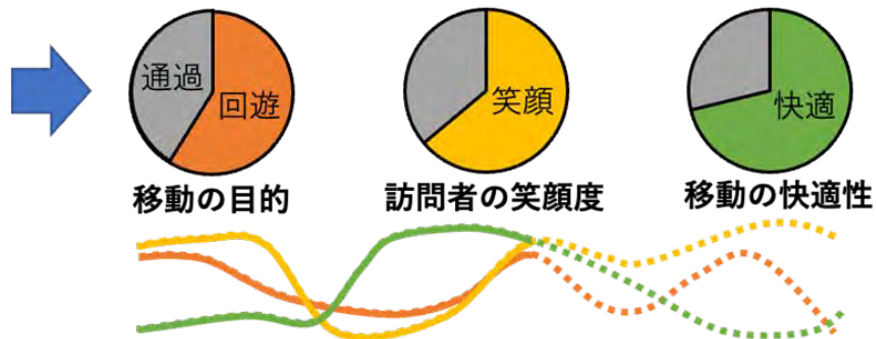 通過
回遊
笑顔
快適
移動の目的
訪問者の笑顔度
移動の快適性